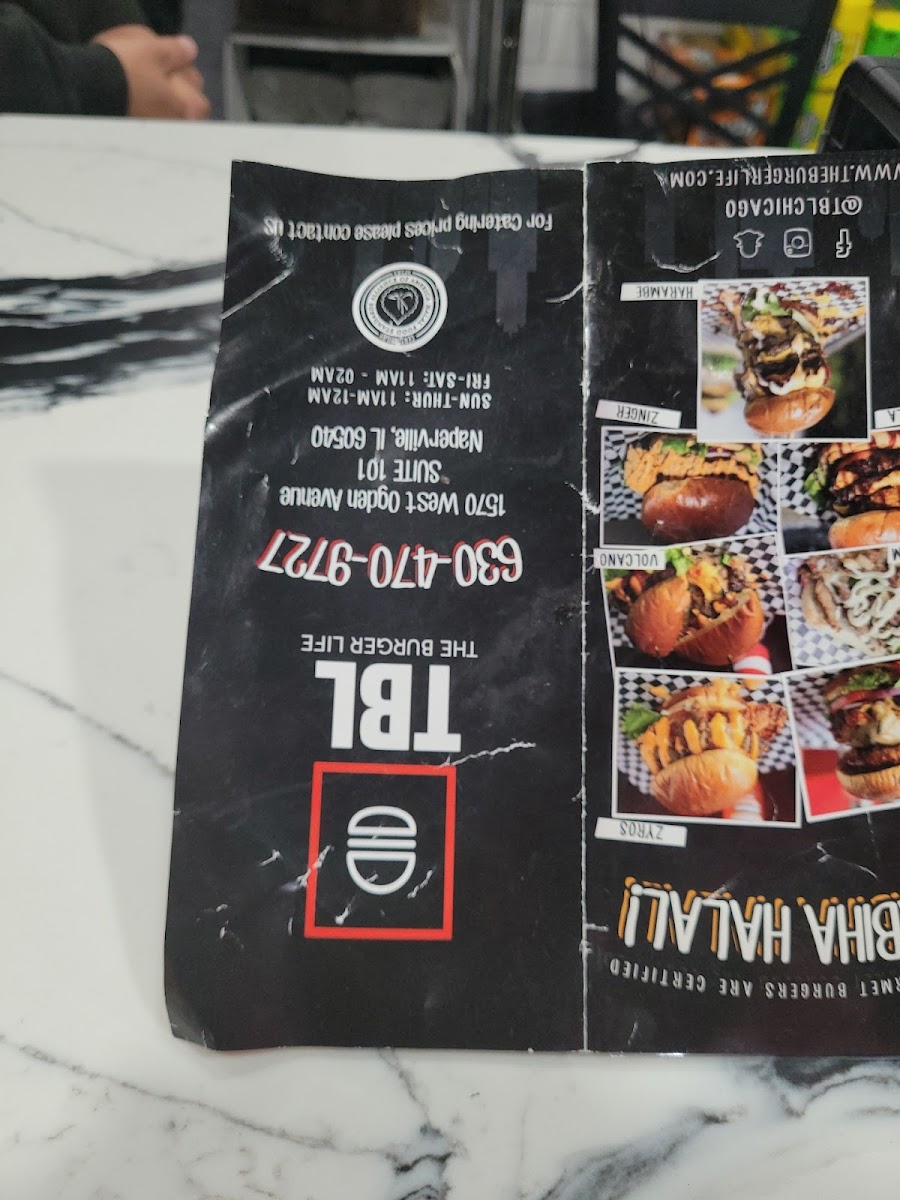 TBL
THE BURGER LIFE
630-470-9727
1570 West Ogden Avenue
SUITE 101
Naperville, IL 60540
SUN-THUR: 11AM-12AM
FRI-SAT: 11AM - 02AM
For Catering prices please contact us
BURGERS ARE CERTIFIED
HALAL!
ZYROS
VOLCANO
ZINGER
HARAMBE
@TBLCHICAGO
WWW.THEBURGERLIFE.COM